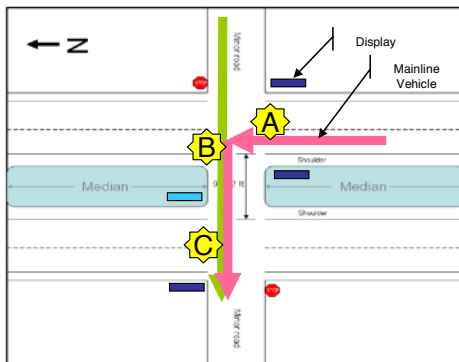 N
Minor road
STOP
Display
Mainline
Vehicle
A
B
Shoulder
Median
Median
Shoulder
C
STOP
Minor road